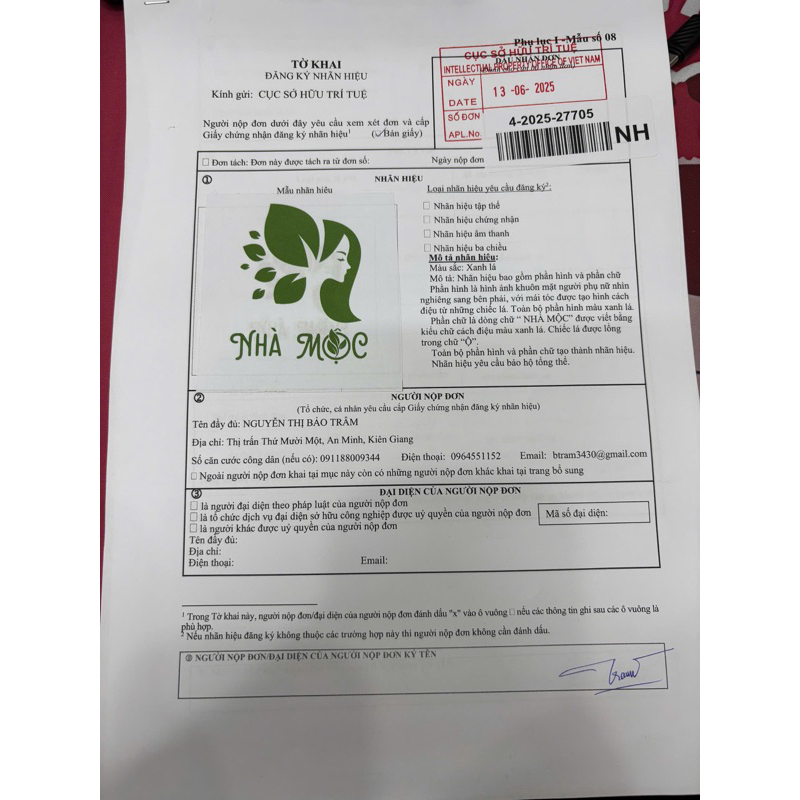 Phụ lục I - Mẫu số 08
TỜ KHAI
ĐĂNG KÝ NHÃN HIỆU
Kính gửi: CỤC SỞ HỮU TRÍ TUỆ
Người nộp đơn dưới đây yêu cầu xem xét đơn và cấp
Giấy chứng nhận đăng ký nhãn hiệu¹ (✓Bản giấy)
DẤU NHẬN ĐƠN
CỤC SỞ HỮU TRÍ TUỆ
INTELLECTUAL PROPERTY OFFICE OF VIET NAM
NGÀY
DATE
13 -06- 2025
SỐ ĐƠN
APL.No.
4-2025-27705
NH
☐ Đơn tách: Đơn này được tách ra từ đơn số:
Ngày nộp đơn
① NHÃN HIỆU
Mẫu nhãn hiệu
NHÀ MỘC
Loại nhãn hiệu yêu cầu đăng ký²:
☐ Nhãn hiệu tập thể
☐ Nhãn hiệu chứng nhận
☐ Nhãn hiệu âm thanh
☐ Nhãn hiệu ba chiều
Mô tả nhãn hiệu:
Màu sắc: Xanh lá
Mô tả: Nhãn hiệu bao gồm phần hình và phần chữ
Phần hình là hình ảnh khuôn mặt người phụ nữ nhìn
nghiêng sang bên phải, với mái tóc được tạo hình cách
điệu từ những chiếc lá. Toàn bộ phần hình màu xanh lá.
Phần chữ là dòng chữ “ NHÀ MỘC” được viết bằng
kiểu chữ cách điệu màu xanh lá. Chiếc lá được lồng
trong chữ “Ộ”.
Toàn bộ phần hình và phần chữ tạo thành nhãn hiệu.
Nhãn hiệu yêu cầu bảo hộ tổng thể.
② NGƯỜI NỘP ĐƠN
(Tổ chức, cá nhân yêu cầu cấp Giấy chứng nhận đăng ký nhãn hiệu)
Tên đầy đủ: NGUYỄN THỊ BẢO TRÂM
Địa chỉ: Thị trấn Thứ Mười Một, An Minh, Kiên Giang
Số căn cước công dân (nếu có): 091188009344 Điện thoại: 0964551152 Email: btram3430@gmail.com
☐ Ngoài người nộp đơn khai tại mục này còn có những người nộp đơn khác khai tại trang bổ sung
③ ĐẠI DIỆN CỦA NGƯỜI NỘP ĐƠN
☐ là người đại diện theo pháp luật của người nộp đơn
☐ là tổ chức dịch vụ đại diện sở hữu công nghiệp được uỷ quyền của người nộp đơn
☐ là người khác được uỷ quyền của người nộp đơn
Mã số đại diện:
Tên đầy đủ:
Địa chỉ:
Điện thoại: Email:
¹ Trong Tờ khai này, người nộp đơn/đại diện của người nộp đơn đánh dấu "x" vào ô vuông ☐ nếu các thông tin ghi sau các ô vuông là
phù hợp.
² Nếu nhãn hiệu đăng ký không thuộc các trường hợp này thì người nộp đơn không cần đánh dấu.
NGƯỜI NỘP ĐƠN/ĐẠI DIỆN CỦA NGƯỜI NỘP ĐƠN KÝ TÊN